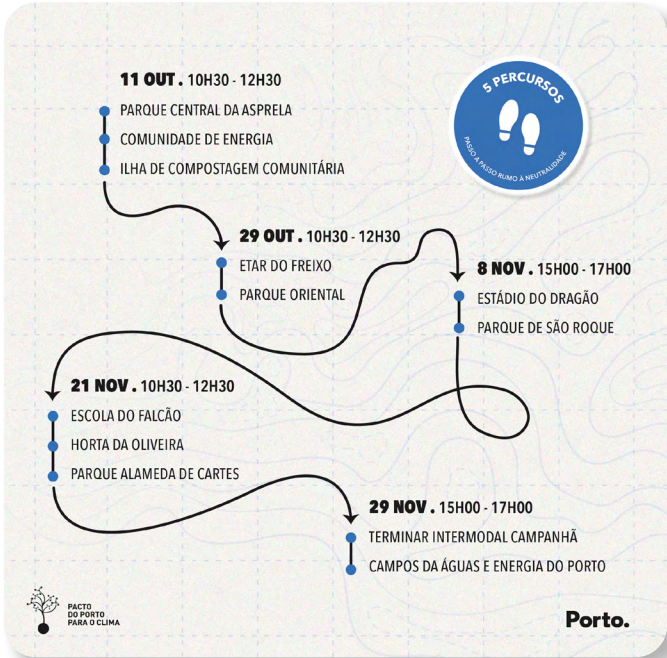 11 OUT . 10H30 - 12H30
PARQUE CENTRAL DA ASPRELA
COMUNIDADE DE ENERGIA
ILHA DE COMPOSTAGEM COMUNITÁRIA
5 PERCURSOS
PASSO A PASSO RUMO À NEUTRALIDADE
29 OUT . 10H30 - 12H30
ETAR DO FREIXO
PARQUE ORIENTAL
8 NOV . 15H00 - 17H00
ESTÁDIO DO DRAGÃO
PARQUE DE SÃO ROQUE
21 NOV . 10H30 - 12H30
ESCOLA DO FALCÃO
HORTA DA OLIVEIRA
PARQUE ALAMEDA DE CARTES
29 NOV . 15H00 - 17H00
TERMINAR INTERMODAL CAMPANHÃ
CAMPOS DA ÁGUAS E ENERGIA DO PORTO
PACTO
DO PORTO
PARA O CLIMA
Porto.